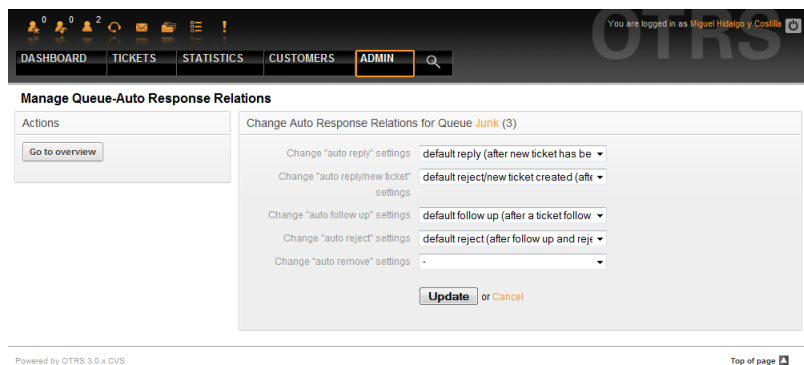 0 0 2
You are logged in as Miguel Hidalgo y Costilla
OTRS
DASHBOARD TICKETS STATISTICS CUSTOMERS ADMIN
Manage Queue-Auto Response Relations
Actions
Go to overview
Change Auto Response Relations for Queue Junk (3)
Change "auto reply" settings default reply (after new ticket has be
Change "auto reply/new ticket" settings default reject/new ticket created (afte
Change "auto follow up" settings default follow up (after a ticket follow
Change "auto reject" settings default reject (after follow up and reje
Change "auto remove" settings -
Update or Cancel
Powered by OTRS 3.0.x CVS
Top of page